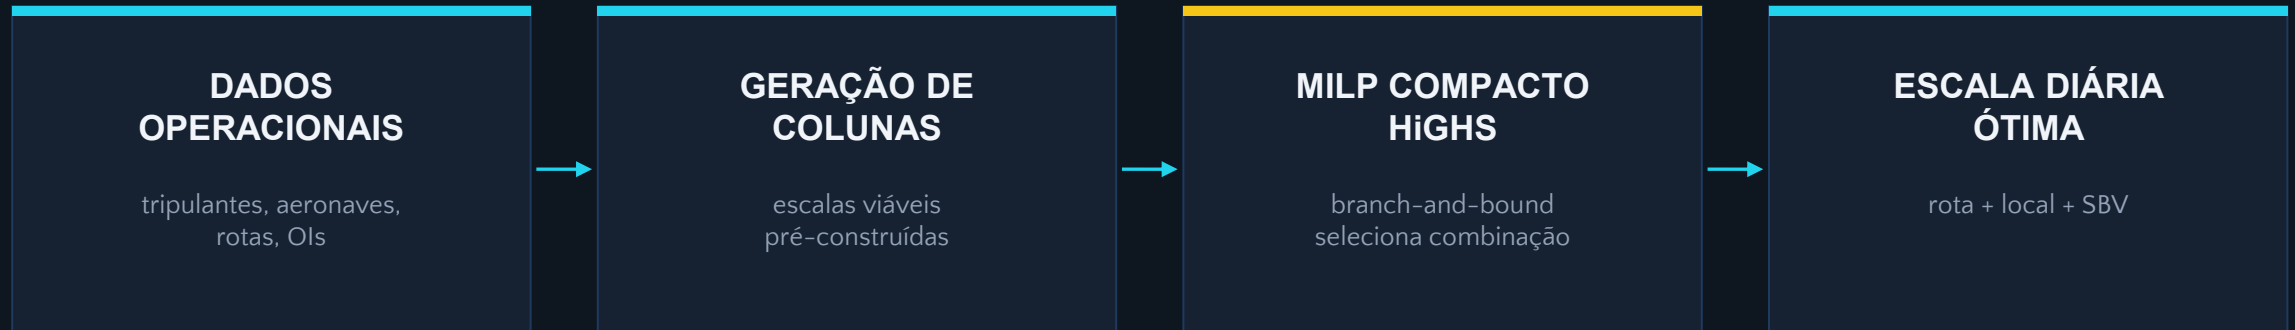 DADOS
OPERACIONAIS
tripulantes, aeronaves,
rotas, OIs
GERAÇÃO DE
COLUNAS
escalas viáveis
pré-construídas
MILP COMPACTO
HiGHS
branch-and-bound
seleciona combinação
ESCALA DIÁRIA
ÓTIMA
rota + local + SBV